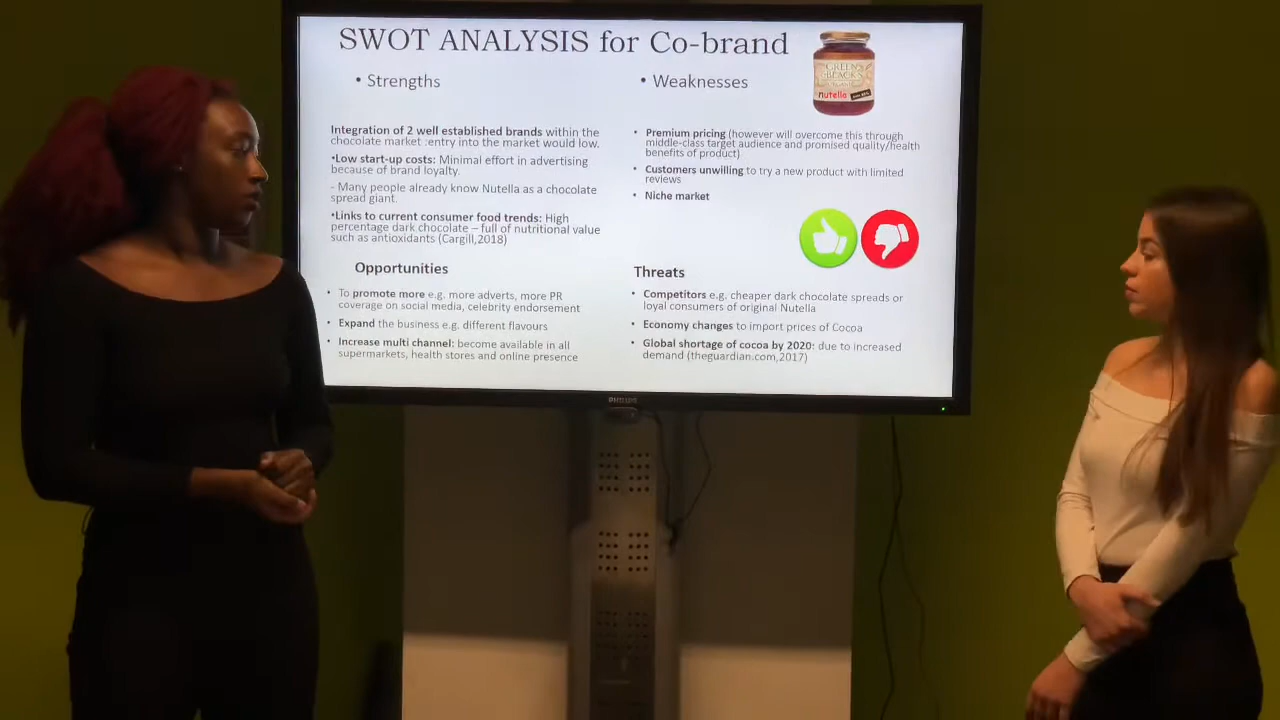 SWOT ANALYSIS for Co-brand
• Strengths
Integration of 2 well established brands within the
chocolate market :entry into the market would low.
•Low start-up costs: Minimal effort in advertising
because of brand loyalty.
- Many people already know Nutella as a chocolate
spread giant.
•Links to current consumer food trends: High
percentage dark chocolate – full of nutritional value
such as antioxidants (Cargill,2018)
• Weaknesses
• Premium pricing (however will overcome this through
middle-class target audience and promised quality/health
benefits of product)
• Customers unwilling to try a new product with limited
reviews
• Niche market
GREEN &
BLACK'S
nutella
Opportunities
• To promote more e.g. more adverts, more PR
coverage on social media, celebrity endorsement
• Expand the business e.g. different flavours
• Increase multi channel: become available in all
supermarkets, health stores and online presence
Threats
• Competitors e.g. cheaper dark chocolate spreads or
loyal consumers of original Nutella
• Economy changes to import prices of Cocoa
• Global shortage of cocoa by 2020: due to increased
demand (theguardian.com,2017)
PHILIPS